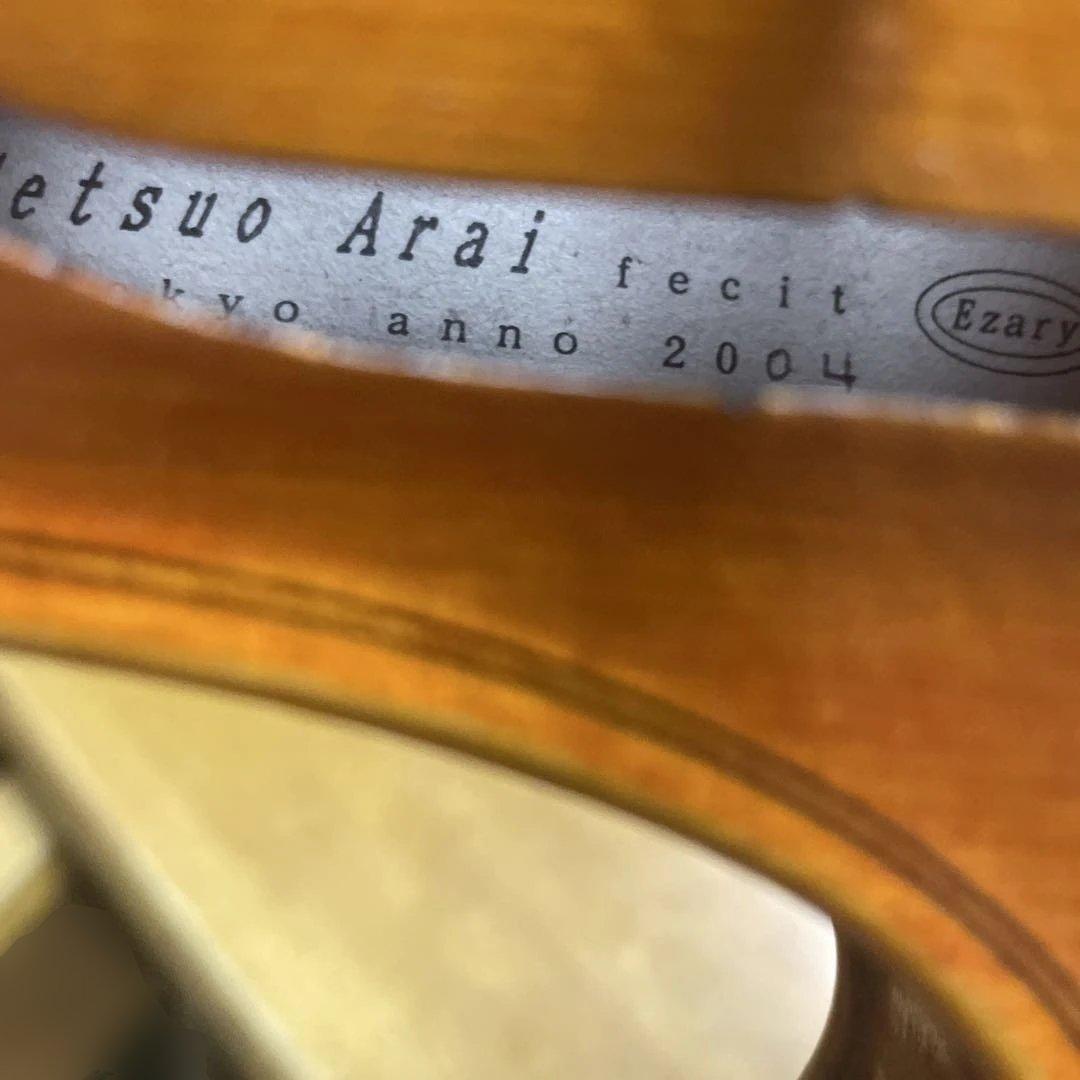 etsuo Arai fecit
kyo anno 2004
Ezary